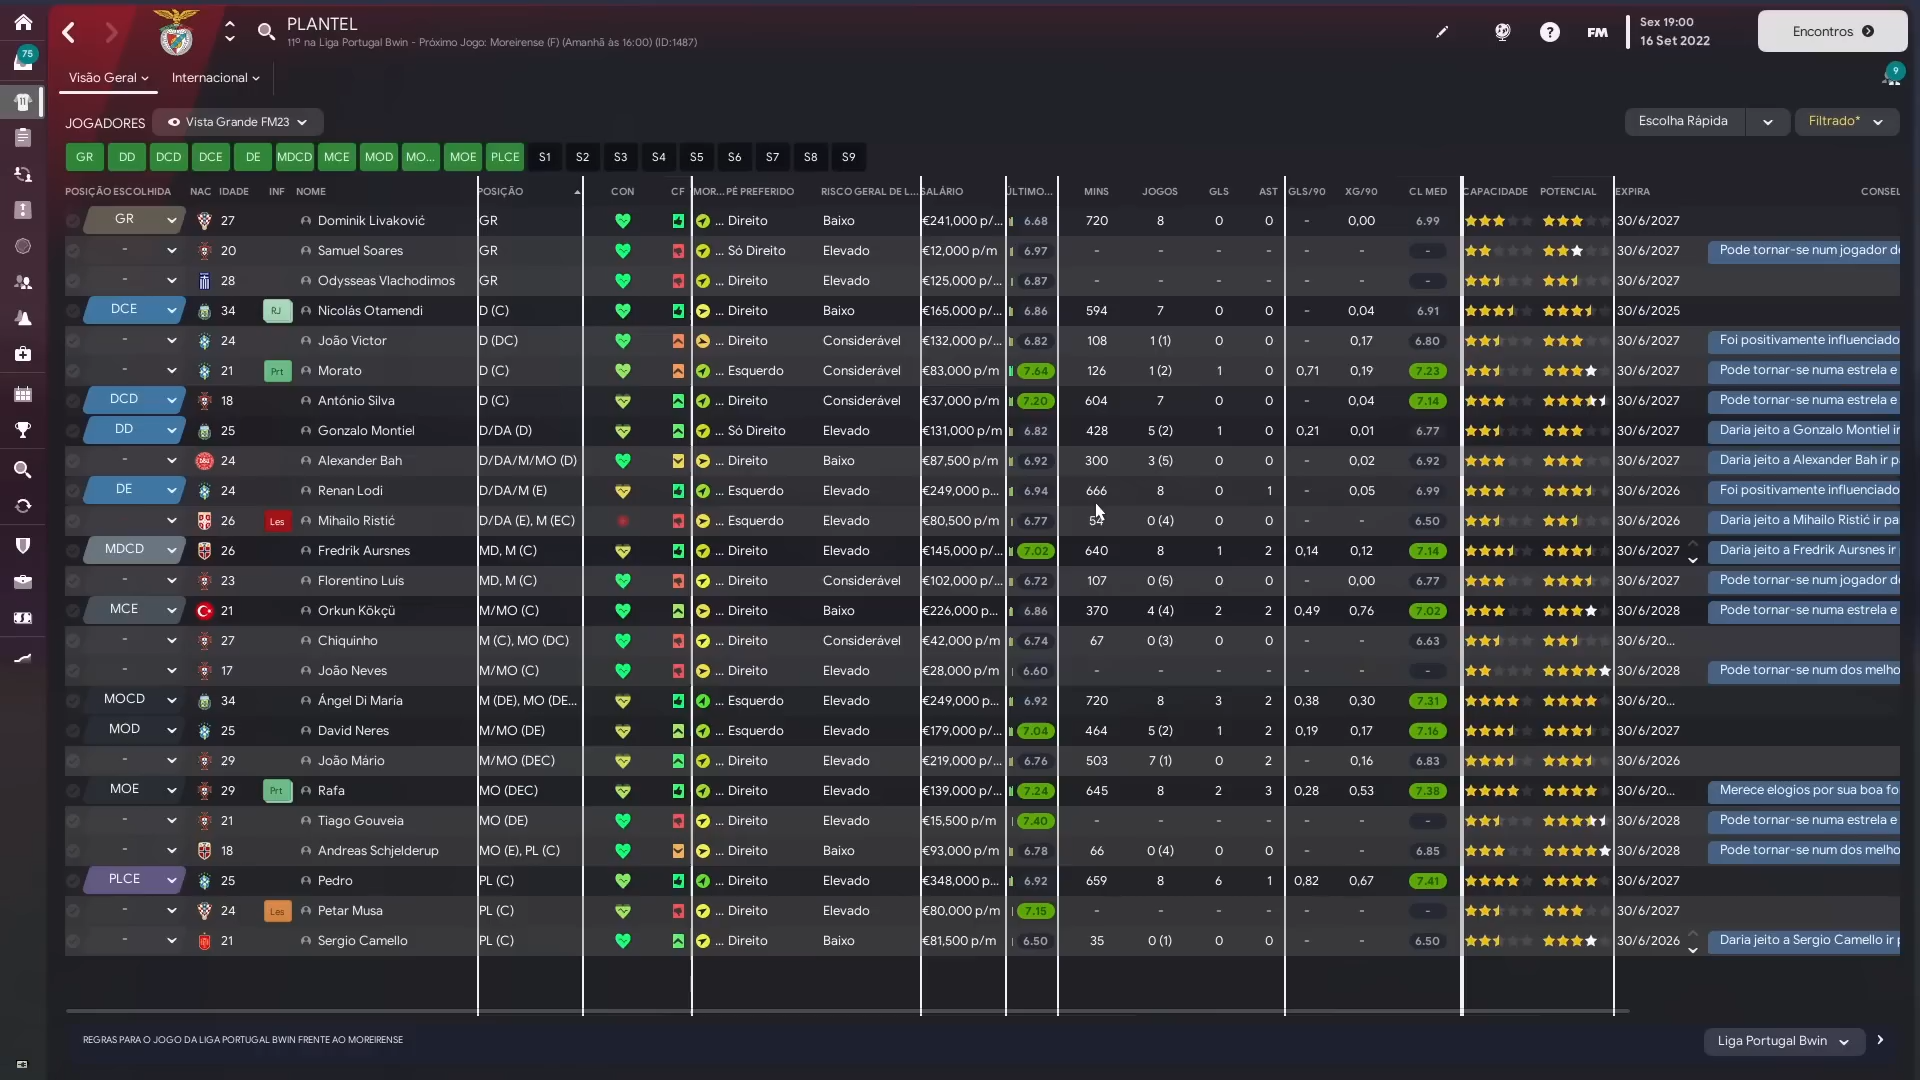 PLANTEL
11º na Liga Portugal Bwin - Próximo Jogo: Moreirense (F) (Amanhã às 16:00) (ID:1487)
FM
Sex 19:00
16 Set 2022
Encontros
75
Visão Geral
Internacional
9
JOGADORES
Vista Grande FM23
Escolha Rápida
Filtrado*
GR DD DCD DCE DE MDCD MCE MOD MO... MOE PLCE S1 S2 S3 S4 S5 S6 S7 S8 S9
POSIÇÃO ESCOLHIDA NAC IDADE INF NOME POSIÇÃO CON CF MOR... PÉ PREFERIDO RISCO GERAL DE L... SALÁRIO ÚLTIMO... MINS JOGOS GLS AST GLS/90 XG/90 CL MED CAPACIDADE POTENCIAL EXPIRA CONSEL
GR 27 Dominik Livaković GR ... Direito Baixo €241,000 p/... 6.68 720 8 0 0 - 0,00 6.99 30/6/2027
- 20 Samuel Soares GR ... Só Direito Elevado €12,000 p/m 6.97 - - - - - - - 30/6/2027 Pode tornar-se num jogador de
- 28 Odysseas Vlachodimos GR ... Direito Elevado €125,000 p/... 6.87 - - - - - - - 30/6/2027
DCE 34 RJ Nicolás Otamendi D (C) ... Direito Baixo €165,000 p/... 6.86 594 7 0 0 - 0,04 6.91 30/6/2025
- 24 João Victor D (DC) ... Direito Considerável €132,000 p/... 6.82 108 1 (1) 0 0 - 0,17 6.80 30/6/2027 Foi positivamente influenciado
- 21 Prt Morato D (C) ... Esquerdo Considerável €83,000 p/m 7.64 126 1 (2) 1 0 0,71 0,19 7.23 30/6/2027 Pode tornar-se numa estrela e
DCD 18 António Silva D (C) ... Direito Considerável €37,000 p/m 7.20 604 7 0 0 - 0,04 7.14 30/6/2027 Pode tornar-se numa estrela e
DD 25 Gonzalo Montiel D/DA (D) ... Só Direito Elevado €131,000 p/m 6.82 428 5 (2) 1 0 0,21 0,01 6.77 30/6/2027 Daria jeito a Gonzalo Montiel ir
- 24 Alexander Bah D/DA/M/MO (D) ... Direito Baixo €87,500 p/m 6.92 300 3 (5) 0 0 - 0,02 6.92 30/6/2027 Daria jeito a Alexander Bah ir p
DE 24 Renan Lodi D/DA/M (E) ... Esquerdo Elevado €249,000 p... 6.94 666 8 0 1 - 0,05 6.99 30/6/2026 Foi positivamente influenciado
26 Les Mihailo Ristić D/DA (E), M (EC) ... Esquerdo Elevado €80,500 p/m 6.77 54 0 (4) 0 0 - - 6.50 30/6/2026 Daria jeito a Mihailo Ristić ir pa
MDCD 26 Fredrik Aursnes MD, M (C) ... Direito Elevado €145,000 p/... 7.02 640 8 1 2 0,14 0,12 7.14 30/6/2027 Daria jeito a Fredrik Aursnes ir
- 23 Florentino Luís MD, M (C) ... Direito Considerável €102,000 p/... 6.72 107 0 (5) 0 0 - 0,00 6.77 30/6/2027 Pode tornar-se num jogador de
MCE 21 Orkun Kökçü M/MO (C) ... Direito Baixo €226,000 p... 6.86 370 4 (4) 2 2 0,49 0,76 7.02 30/6/2028 Pode tornar-se numa estrela e
- 27 Chiquinho M (C), MO (DC) ... Direito Considerável €42,000 p/m 6.74 67 0 (3) 0 0 - - 6.63 30/6/20...
- 17 João Neves M/MO (C) ... Direito Elevado €28,000 p/m 6.60 - - - - - - - 30/6/2028 Pode tornar-se num dos melho
MOCD 34 Ángel Di María M (DE), MO (DE... ... Esquerdo Elevado €249,000 p... 6.92 720 8 3 2 0,38 0,30 7.31 30/6/20...
MOD 25 David Neres M/MO (DE) ... Esquerdo Elevado €179,000 p/... 7.04 464 5 (2) 1 2 0,19 0,17 7.16 30/6/2027
- 29 João Mário M/MO (DEC) ... Direito Elevado €219,000 p/... 6.76 503 7 (1) 0 2 - 0,16 6.83 30/6/2026
MOE 29 Prt Rafa MO (DEC) ... Direito Elevado €139,000 p/... 7.24 645 8 2 3 0,28 0,53 7.38 30/6/20... Merece elogios por sua boa fo
- 21 Tiago Gouveia MO (DE) ... Direito Elevado €15,500 p/m 7.40 - - - - - - - 30/6/2028 Pode tornar-se numa estrela e
- 18 Andreas Schjelderup MO (E), PL (C) ... Direito Baixo €93,000 p/m 6.78 66 0 (4) 0 0 - - 6.85 30/6/2028 Pode tornar-se num dos melho
PLCE 25 Pedro PL (C) ... Direito Elevado €348,000 p... 6.92 659 8 6 1 0,82 0,67 7.41 30/6/2027
- 24 Les Petar Musa PL (C) ... Direito Elevado €80,000 p/m 7.15 - - - - - - - 30/6/2027
- 21 Sergio Camello PL (C) ... Direito Baixo €81,500 p/m 6.50 35 0 (1) 0 0 - - 6.50 30/6/2026 Daria jeito a Sergio Camello ir p
REGRAS PARA O JOGO DA LIGA PORTUGAL BWIN FRENTE AO MOREIRENSE
Liga Portugal Bwin